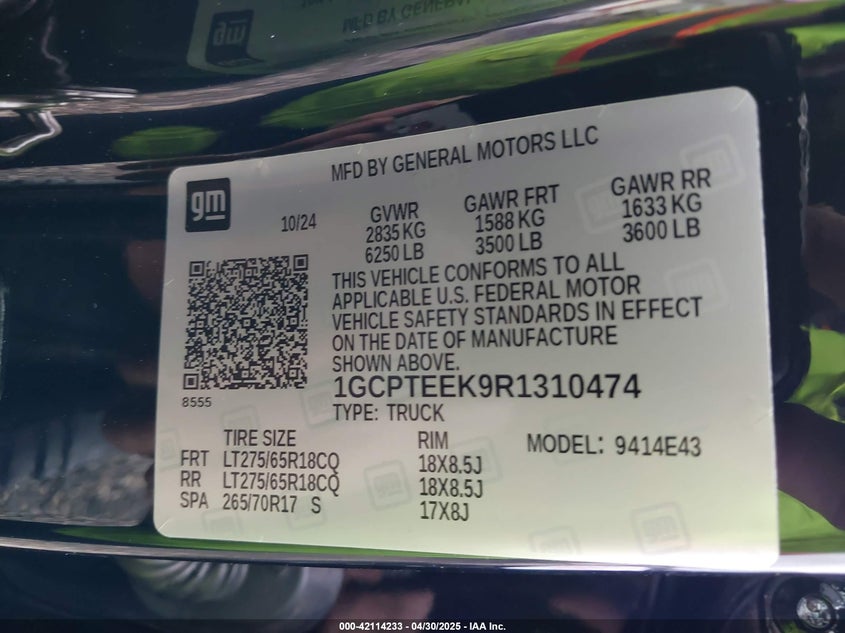 MFD BY GENERAL MOTORS LLC
gm
10/24
GVWR
2835 KG
6250 LB
GAWR FRT
1588 KG
3500 LB
GAWR RR
1633 KG
3600 LB
THIS VEHICLE CONFORMS TO ALL
APPLICABLE U.S. FEDERAL MOTOR
VEHICLE SAFETY STANDARDS IN EFFECT
ON THE DATE OF MANUFACTURE
SHOWN ABOVE.
8555
1GCPTEEK9R1310474
TYPE: TRUCK
TIRE SIZE RIM MODEL: 9414E43
FRT LT275/65R18CQ 18X8.5J
RR LT275/65R18CQ 18X8.5J
SPA 265/70R17 S 17X8J
000-42114233 - 04/30/2025 - IAA Inc.